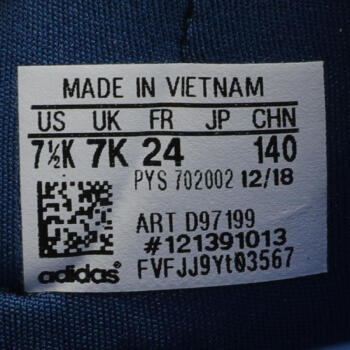 MADE IN VIETNAM
US UK FR JP CHN
7½K 7K 24 140
PYS 702002 12/18
ART D97199
#121391013
adidas FVFJJ9Yt03567